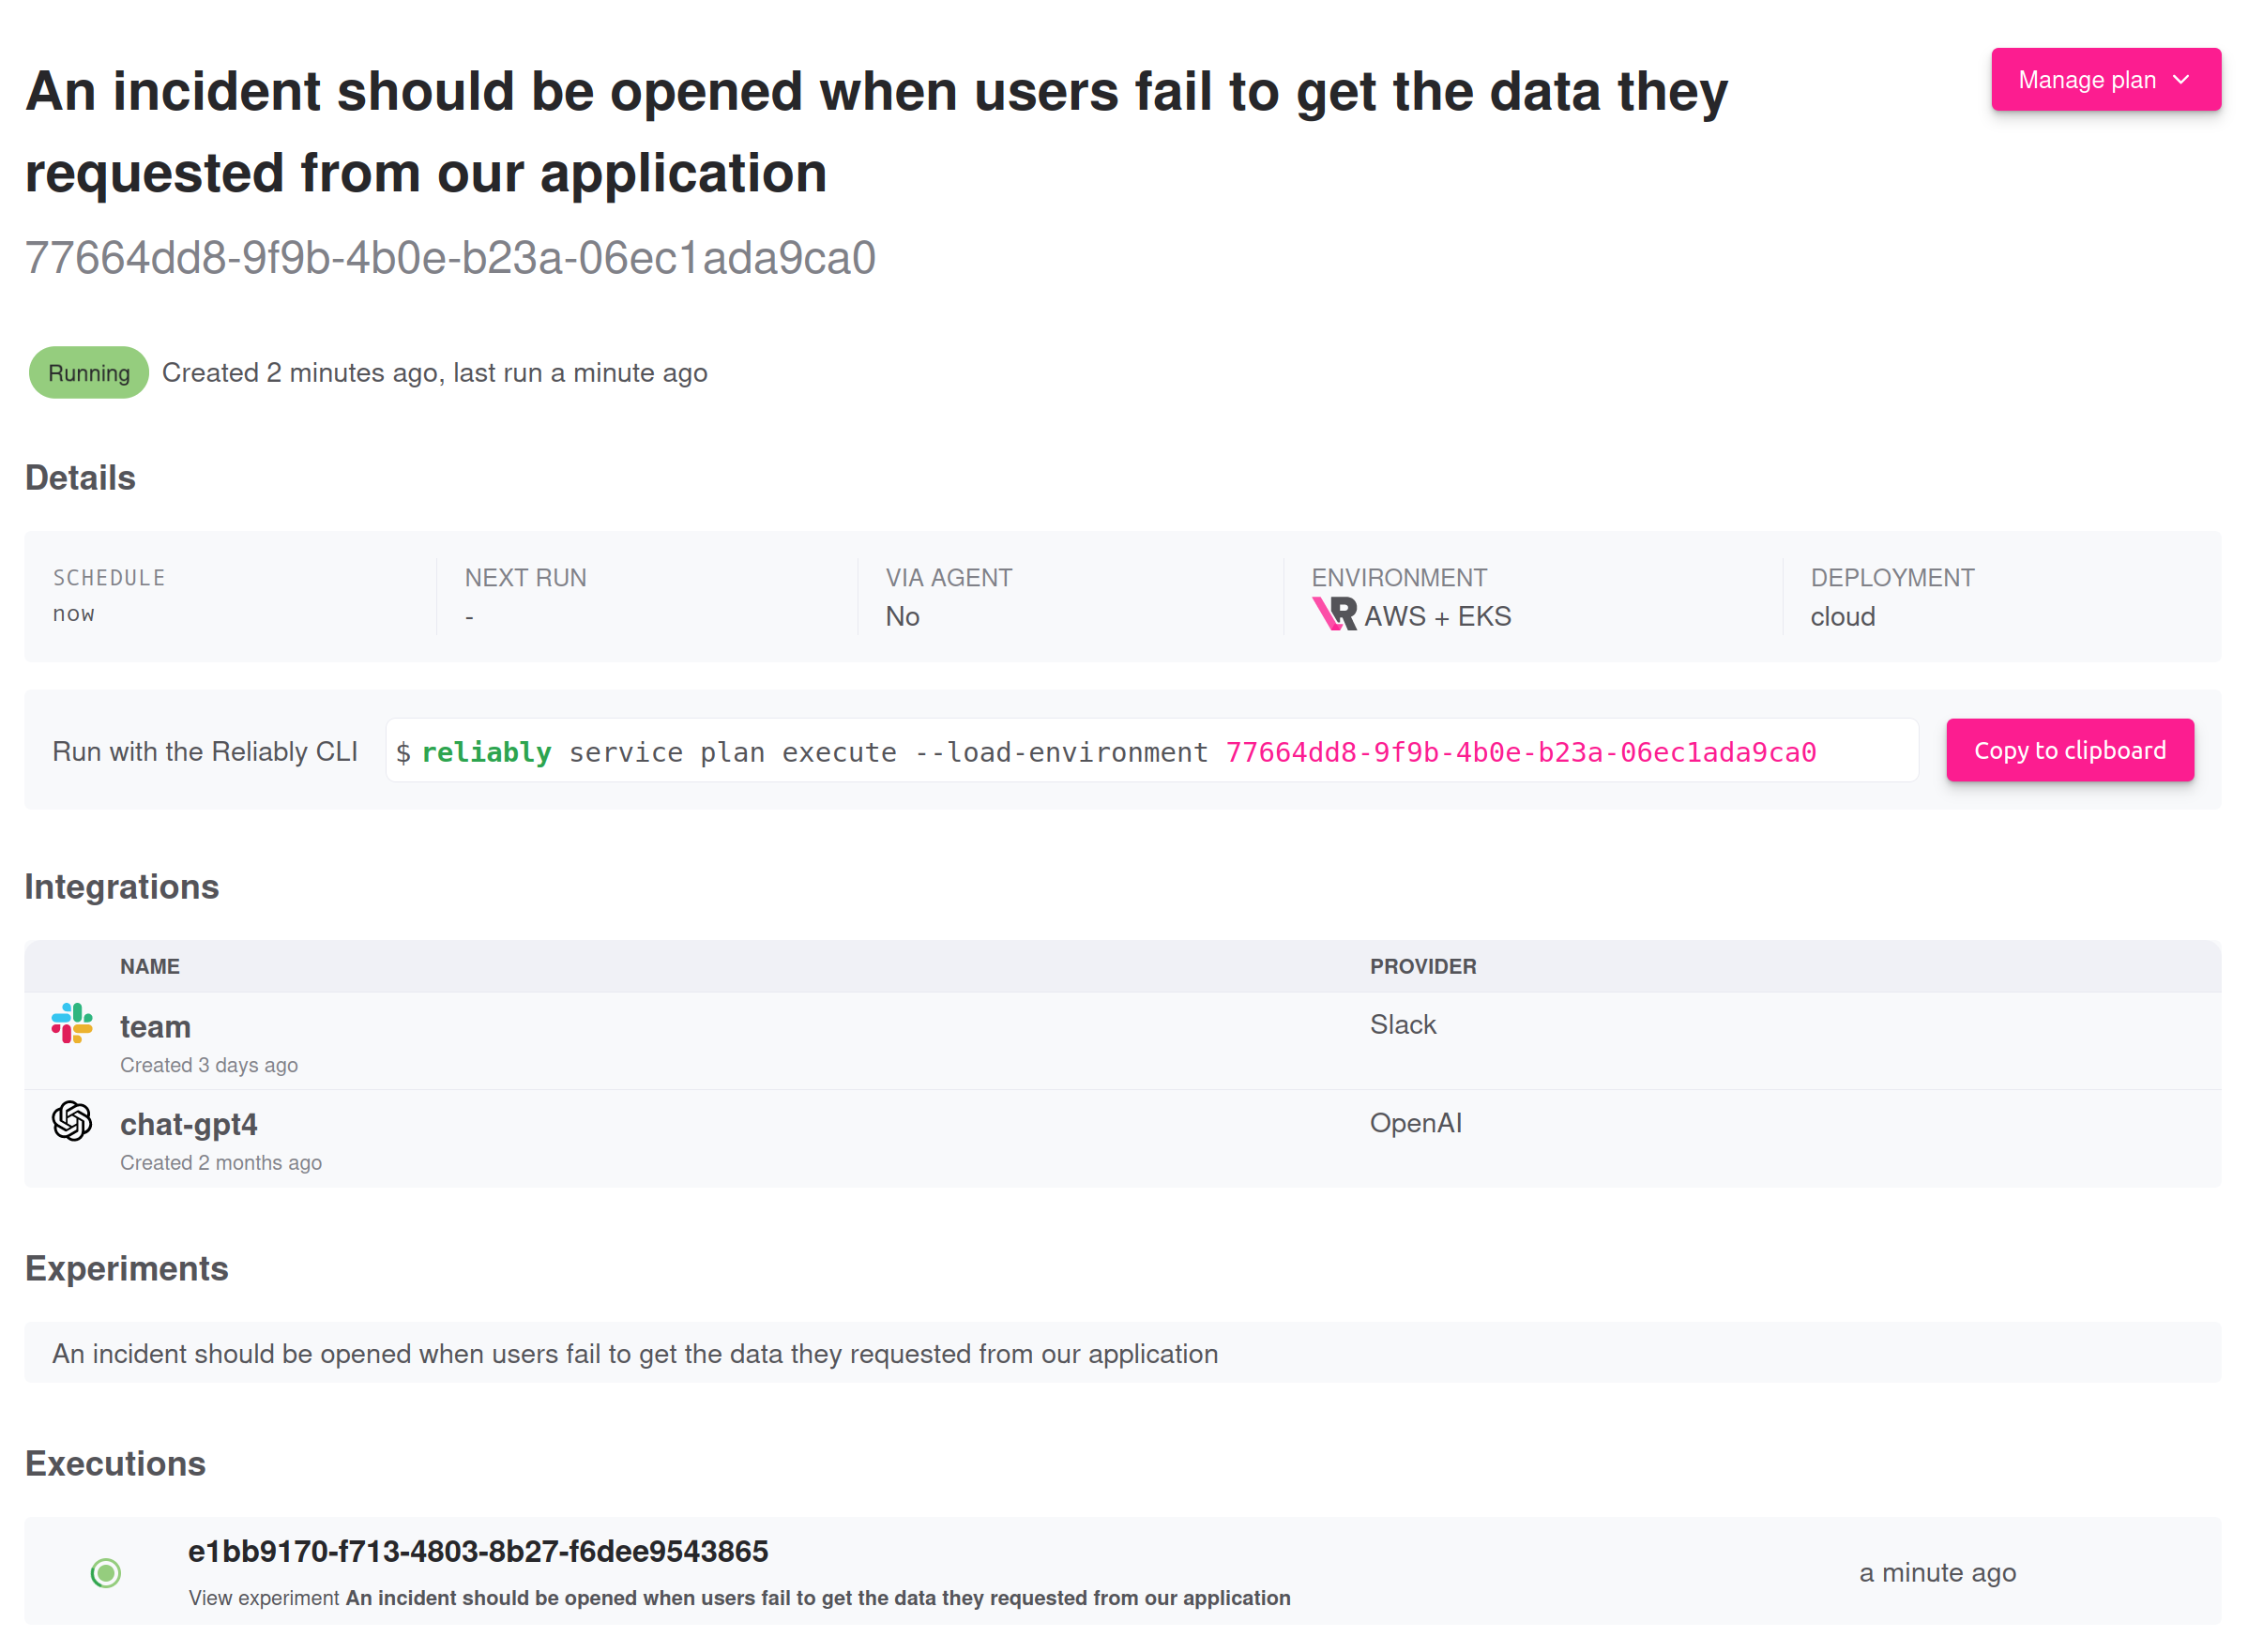 An incident should be opened when users fail to get the data they
requested from our application
Manage plan
77664dd8-9f9b-4b0e-b23a-06ec1ada9ca0
Running Created 2 minutes ago, last run a minute ago
Details
SCHEDULE NEXT RUN VIA AGENT ENVIRONMENT DEPLOYMENT
now - No AWS + EKS cloud
Run with the Reliably CLI $ reliably service plan execute --load-environment 77664dd8-9f9b-4b0e-b23a-06ec1ada9ca0 Copy to clipboard
Integrations
NAME PROVIDER
team Slack
Created 3 days ago
chat-gpt4 OpenAI
Created 2 months ago
Experiments
An incident should be opened when users fail to get the data they requested from our application
Executions
e1bb9170-f713-4803-8b27-f6dee9543865
a minute ago
View experiment An incident should be opened when users fail to get the data they requested from our application